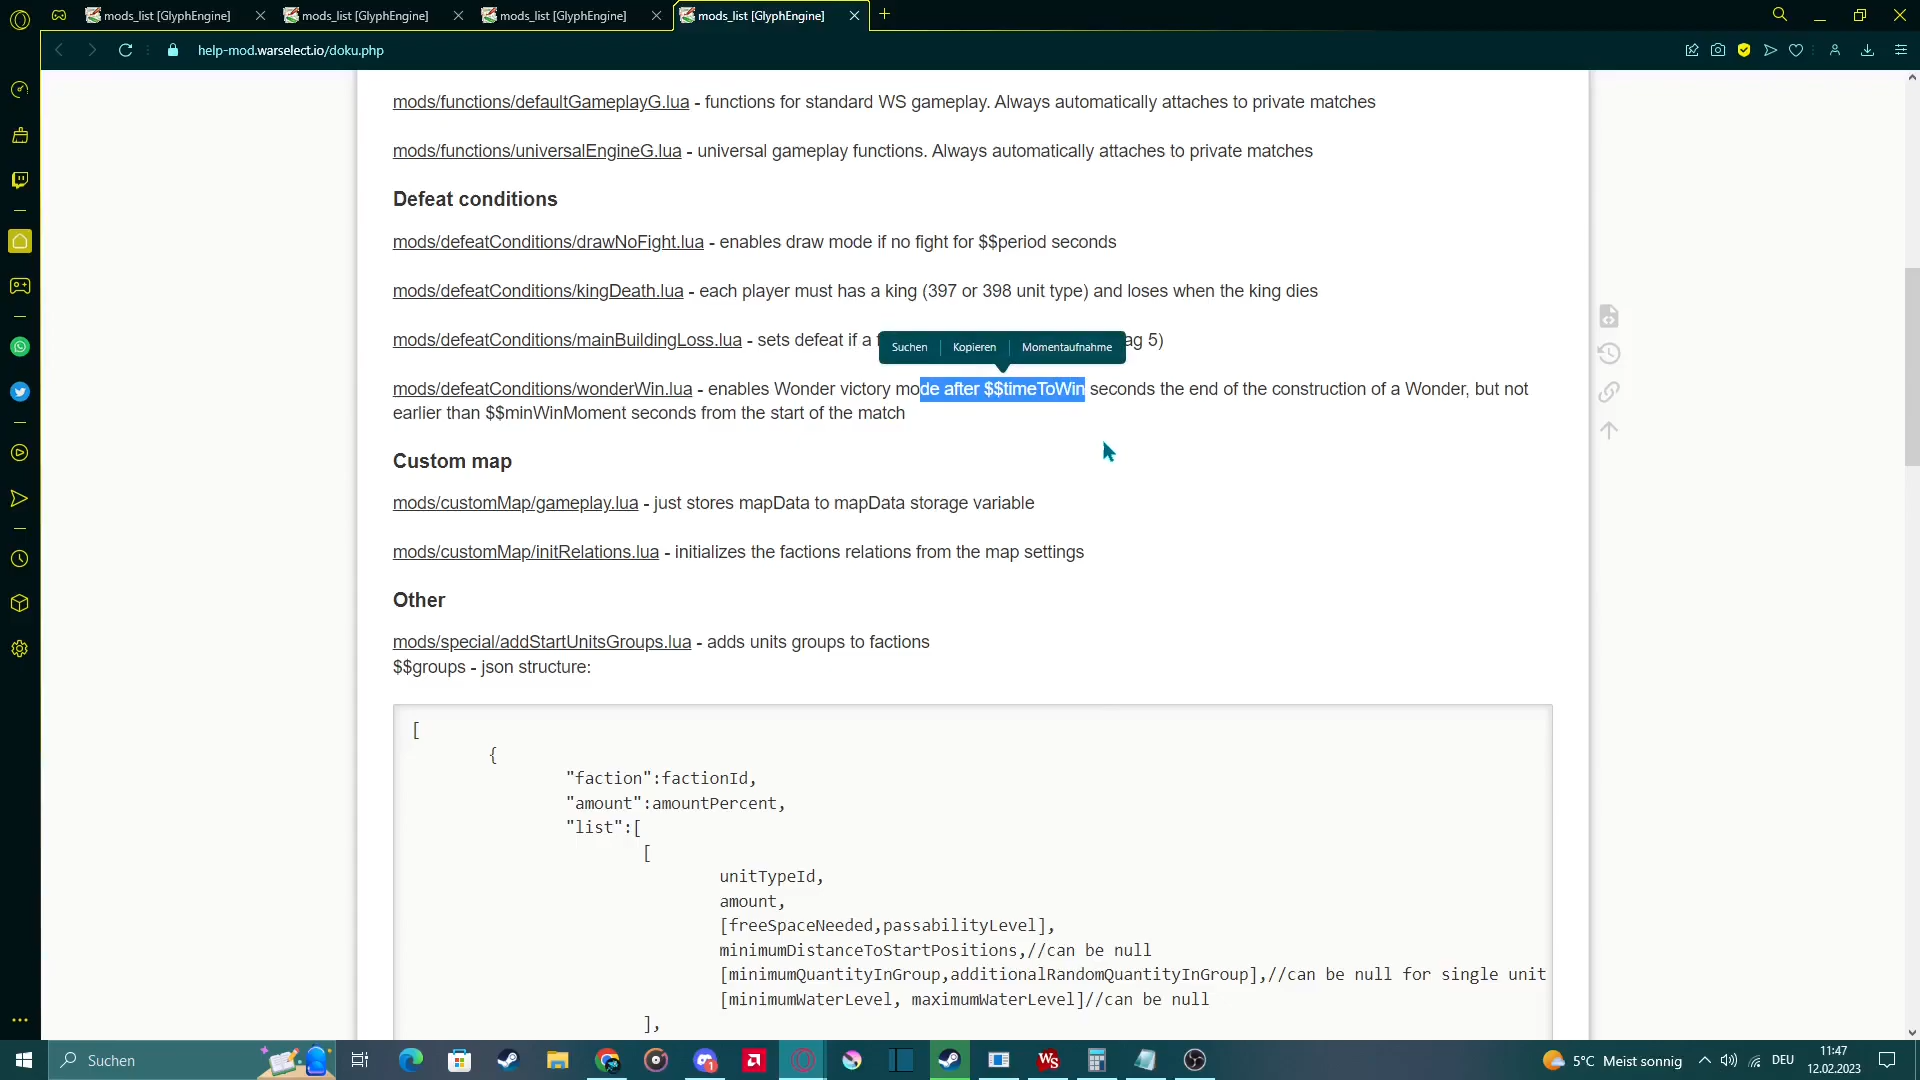 mods_list [GlyphEngine]
mods_list [GlyphEngine]
mods_list [GlyphEngine]
mods_list [GlyphEngine]
help-mod.warselect.io/doku.php
mods/functions/defaultGameplayG.lua - functions for standard WS gameplay. Always automatically attaches to private matches
mods/functions/universalEngineG.lua - universal gameplay functions. Always automatically attaches to private matches
Defeat conditions
mods/defeatConditions/drawNoFight.lua - enables draw mode if no fight for $$period seconds
mods/defeatConditions/kingDeath.lua - each player must has a king (397 or 398 unit type) and loses when the king dies
mods/defeatConditions/mainBuildingLoss.lua - sets defeat if a
ag 5)
Suchen
Kopieren
Momentaufnahme
mods/defeatConditions/wonderWin.lua - enables Wonder victory mode after $$timeToWin seconds the end of the construction of a Wonder, but not
earlier than $$minWinMoment seconds from the start of the match
Custom map
mods/customMap/gameplay.lua - just stores mapData to mapData storage variable
mods/customMap/initRelations.lua - initializes the factions relations from the map settings
Other
mods/special/addStartUnitsGroups.lua - adds units groups to factions
$$groups - json structure:
[
{
"faction":factionId,
"amount":amountPercent,
"list":[
[
unitTypeId,
amount,
[freeSpaceNeeded,passabilityLevel],
minimumDistanceToStartPositions,//can be null
[minimumQuantityInGroup,additionalRandomQuantityInGroup],//can be null for single unit
[minimumWaterLevel, maximumWaterLevel]//can be null
],
Suchen
5°C Meist sonnig
DEU
11:47
12.02.2023